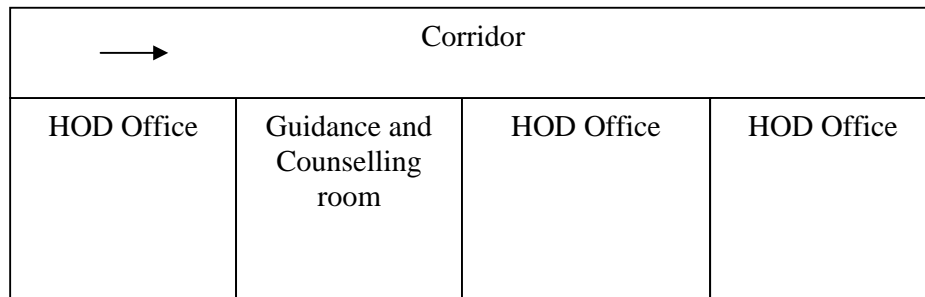 Corridor
HOD Office
Guidance and
Counselling
room
HOD Office
HOD Office